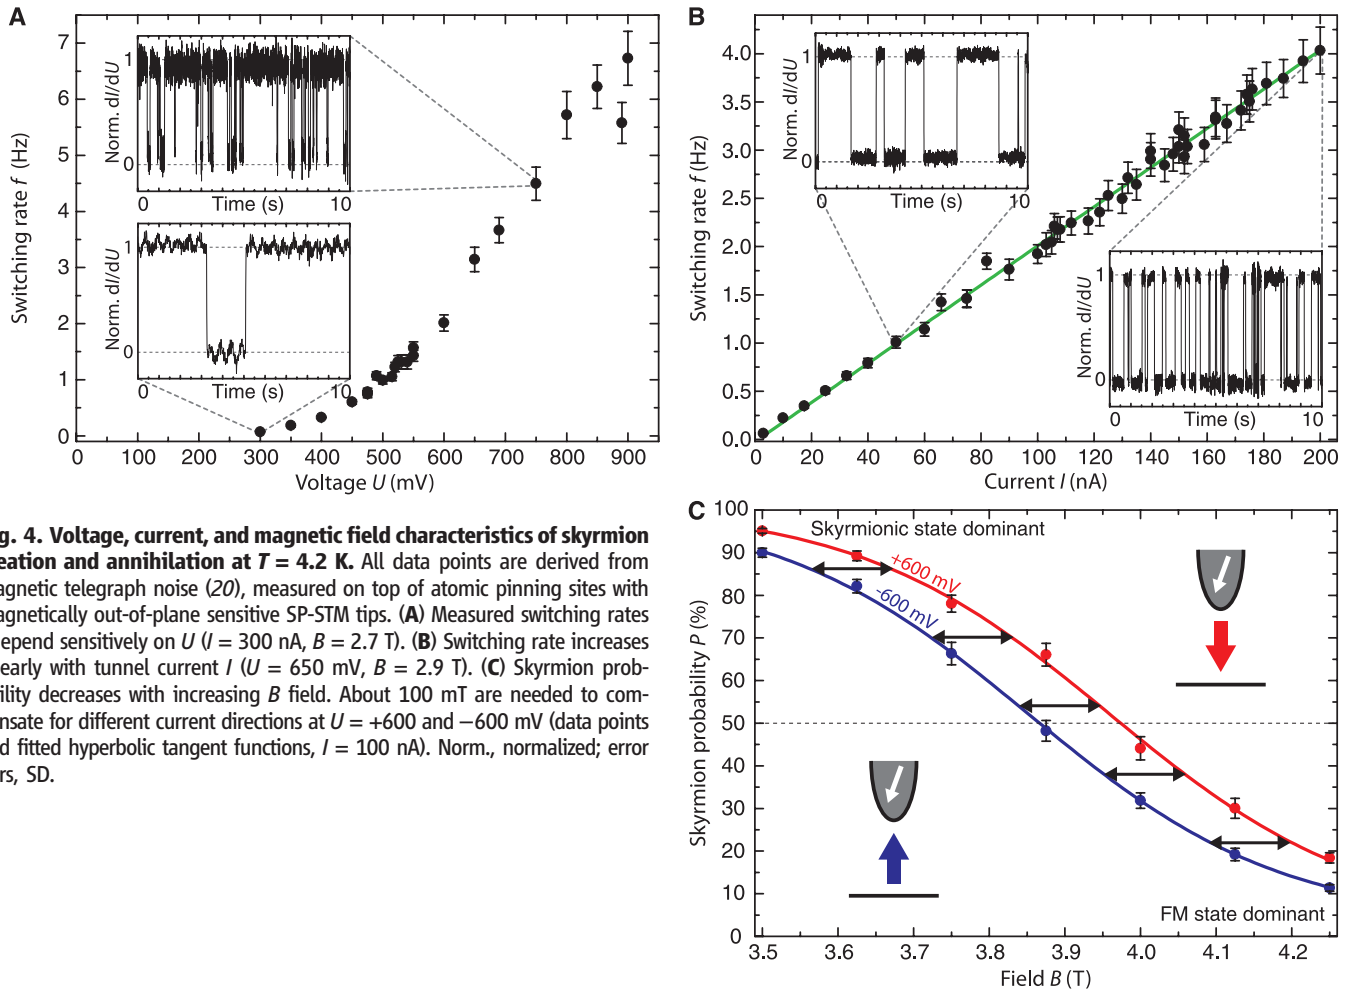 A
Switching rate f (Hz)
7
6
5
4
3
2
1
0
0 100 200 300 400 500 600 700 800 900
Voltage U (mV)
Norm. dI/dU
1
0
0 Time (s) 10
Norm. dI/dU
1
0
0 Time (s) 10
B
Switching rate f (Hz)
4.0
3.5
3.0
2.5
2.0
1.5
1.0
0.5
0.0
0 20 40 60 80 100 120 140 160 180 200
Current I (nA)
Norm. dI/dU
1
0
0 Time (s) 10
Norm. dI/dU
1
0
0 Time (s) 10
ig. 4. Voltage, current, and magnetic field characteristics of skyrmion
eation and annihilation at T = 4.2 K. All data points are derived from
agnetic telegraph noise (20), measured on top of atomic pinning sites with
agnetically out-of-plane sensitive SP-STM tips. (A) Measured switching rates
epend sensitively on U (I = 300 nA, B = 2.7 T). (B) Switching rate increases
early with tunnel current I (U = 650 mV, B = 2.9 T). (C) Skyrmion prob-
ility decreases with increasing B field. About 100 mT are needed to com-
nsate for different current directions at U = +600 and −600 mV (data points
d fitted hyperbolic tangent functions, I = 100 nA). Norm., normalized; error
rs, SD.
C
Skyrmion probability P (%)
100
90
80
70
60
50
40
30
20
10
0
Skyrmionic state dominant
+600 mV
-600 mV
FM state dominant
3.5 3.6 3.7 3.8 3.9 4.0 4.1 4.2
Field B (T)